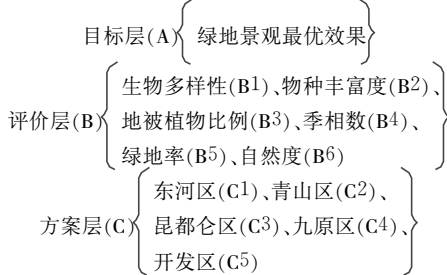 目标层(A){绿地景观最优效果}
生物多样性(B1)、物种丰富度(B2)、
评价层(B){地被植物比例(B3)、季相数(B4)、}
绿地率(B5)、自然度(B6)
东河区(C1)、青山区(C2)、
方案层(C){昆都仑区(C3)、九原区(C4)、}
开发区(C5)